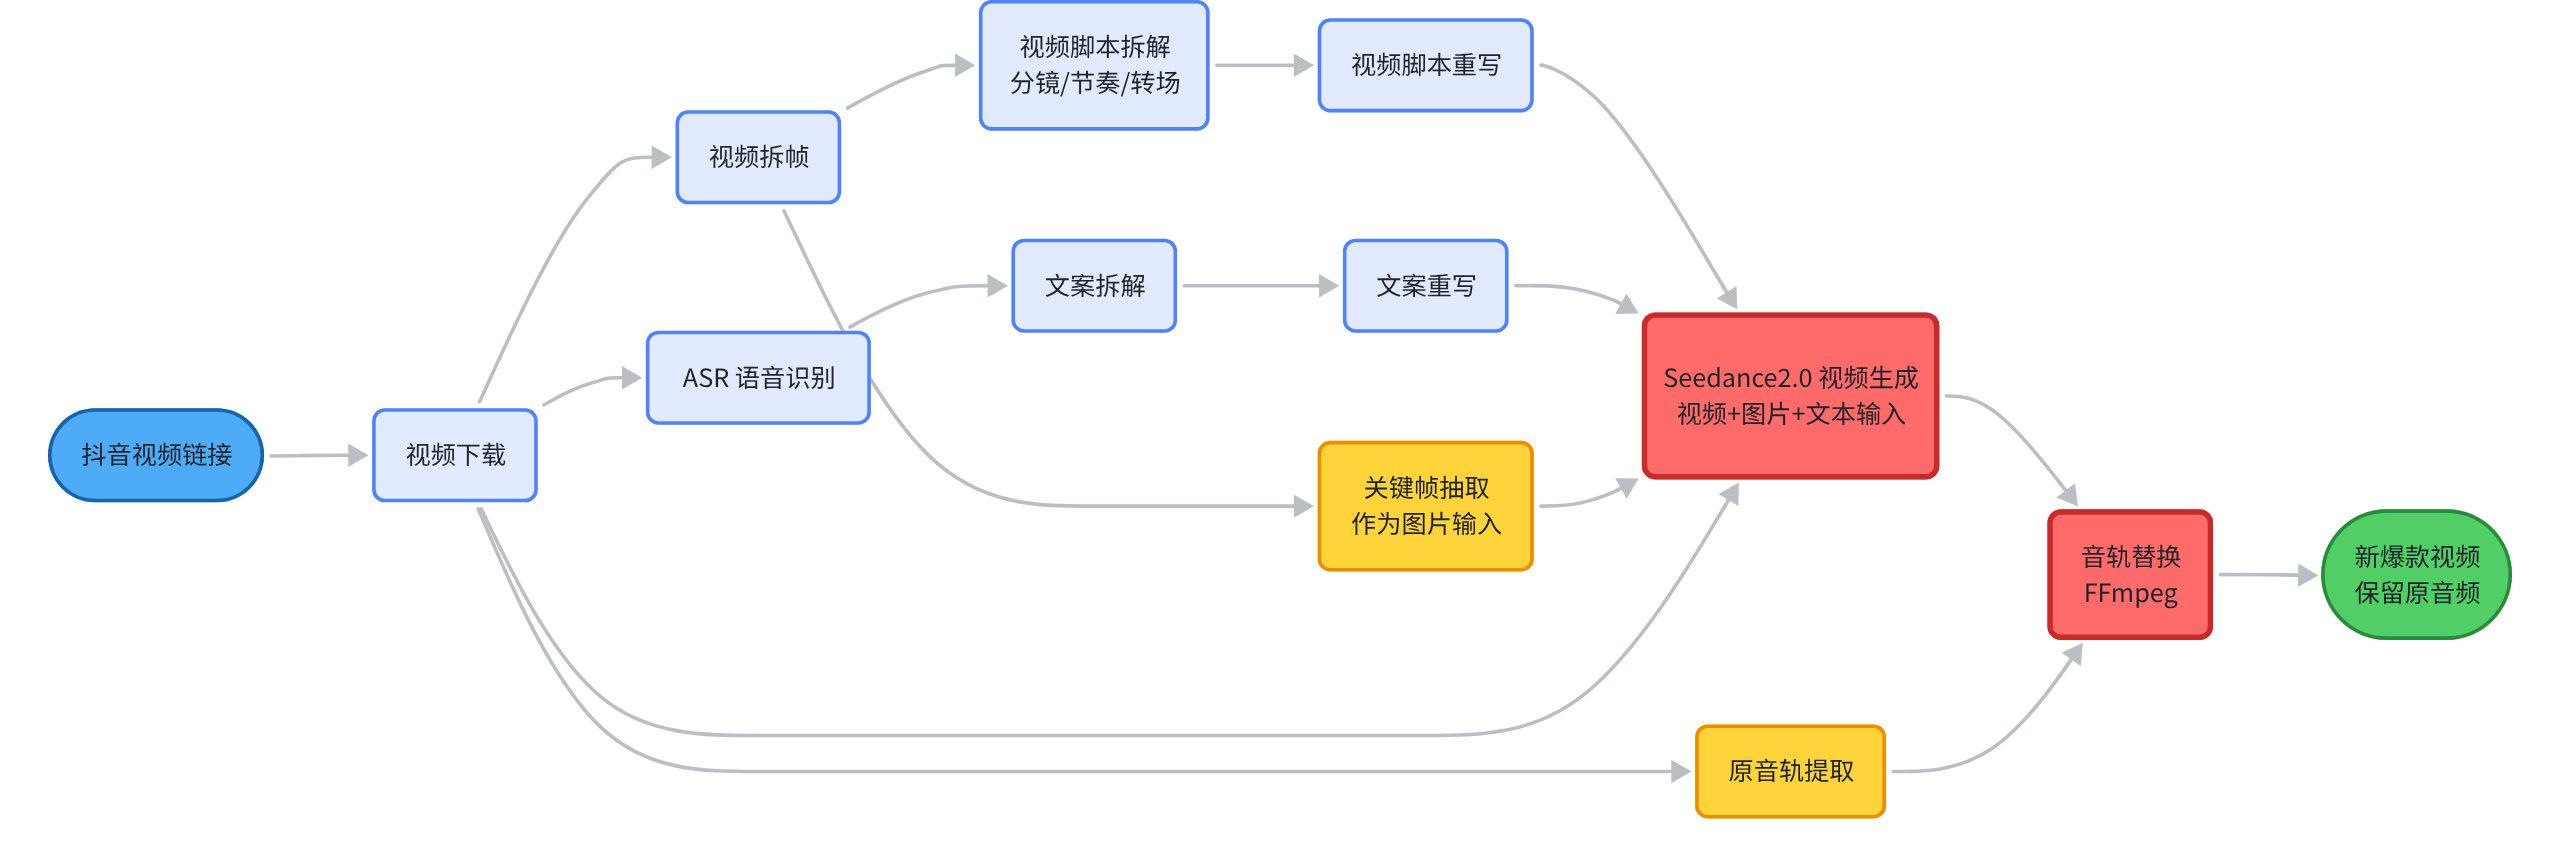 抖音视频链接
视频下载
视频拆帧
ASR 语音识别
视频脚本拆解
分镜/节奏/转场
视频脚本重写
文案拆解
文案重写
关键帧抽取
作为图片输入
Seedance2.0 视频生成
视频+图片+文本输入
原音轨提取
音轨替换
FFmpeg
新爆款视频
保留原音频